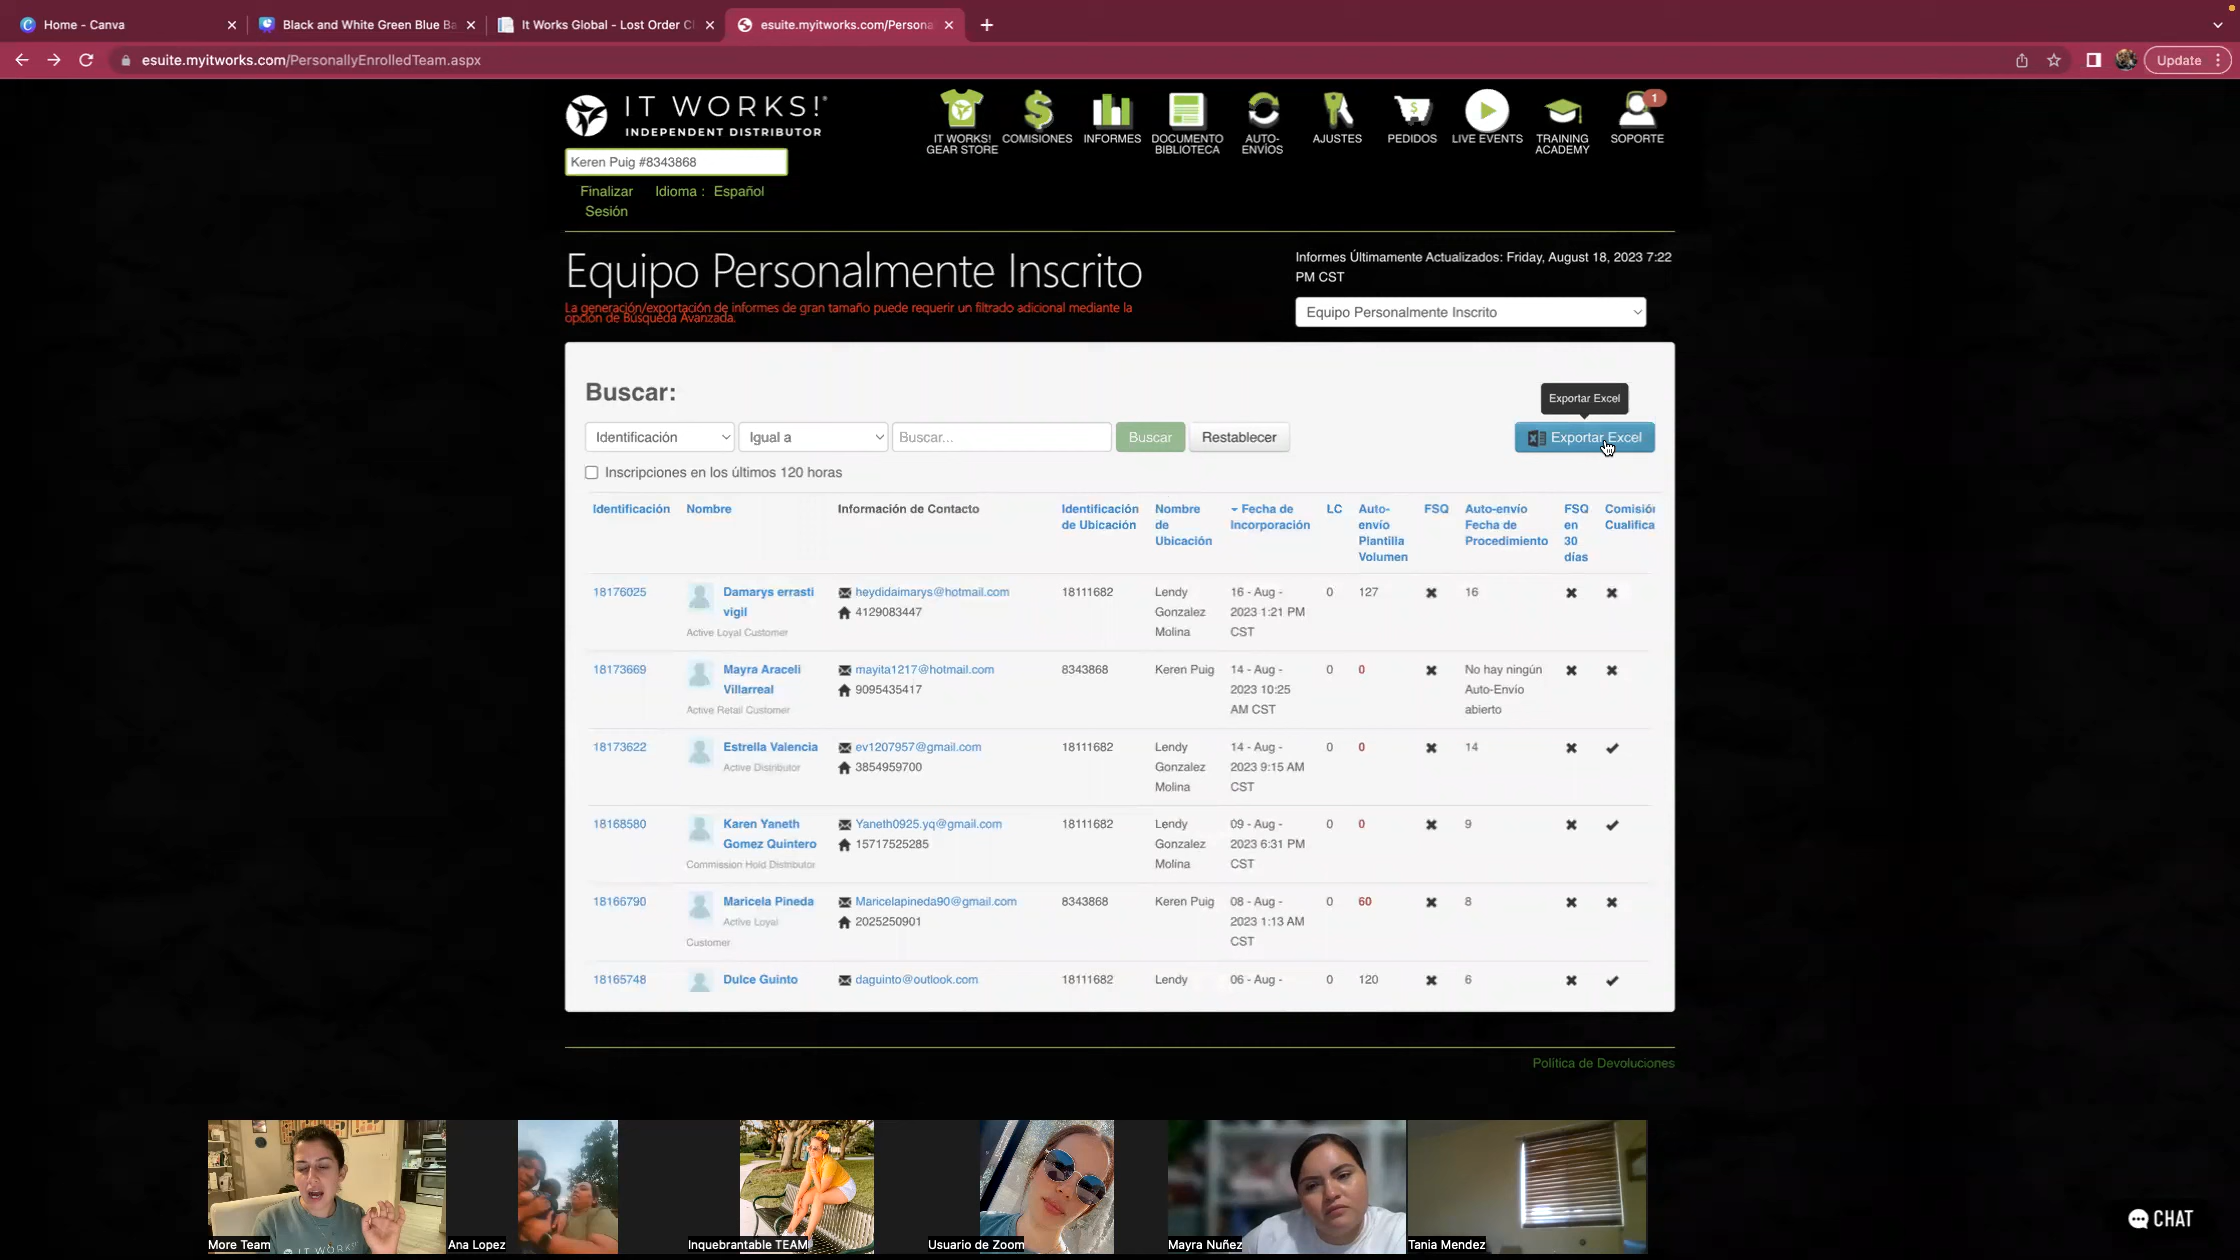 Home - Canva
Black and White Green Blue Ba
It Works Global - Lost Order Cl
esuite.myitworks.com/Persona
esuite.myitworks.com/PersonallyEnrolledTeam.aspx
Update
IT WORKS!
INDEPENDENT DISTRIBUTOR
IT WORKS! GEAR STORE
COMISIONES
INFORMES
DOCUMENTO BIBLIOTECA
AUTO-ENVÍOS
AJUSTES
PEDIDOS
LIVE EVENTS
TRAINING ACADEMY
1
SOPORTE
Keren Puig #8343868
Finalizar Sesión
Idioma : Español
Equipo Personalmente Inscrito
La generación/exportación de informes de gran tamaño puede requerir un filtrado adicional mediante la
opción de Búsqueda Avanzada.
Informes Últimamente Actualizados: Friday, August 18, 2023 7:22
PM CST
Equipo Personalmente Inscrito
Buscar:
Exportar Excel
Identificación
Igual a
Buscar...
Buscar
Restablecer
Exportar Excel
Inscripciones en los últimos 120 horas
Identificación
Nombre
Información de Contacto
Identificación de Ubicación
Nombre de Ubicación
Fecha de Incorporación
LC
Auto-envío Plantilla Volumen
FSQ
Auto-envío Fecha de Procedimiento
FSQ en 30 días
Comisión Cualifica
18176025
Damarys errasti vigil
Active Loyal Customer
heydidaimarys@hotmail.com
4129083447
18111682
Lendy Gonzalez Molina
16 - Aug - 2023 1:21 PM CST
0
127
16
18173669
Mayra Araceli Villarreal
Active Retail Customer
mayita1217@hotmail.com
9095435417
8343868
Keren Puig
14 - Aug - 2023 10:25 AM CST
0
0
No hay ningún Auto-Envío abierto
18173622
Estrella Valencia
Active Distributor
ev1207957@gmail.com
3854959700
18111682
Lendy Gonzalez Molina
14 - Aug - 2023 9:15 AM CST
0
0
14
18168580
Karen Yaneth Gomez Quintero
Commission Hold Distributor
Yaneth0925.yq@gmail.com
15717525285
18111682
Lendy Gonzalez Molina
09 - Aug - 2023 6:31 PM CST
0
0
9
18166790
Maricela Pineda
Active Loyal Customer
Maricelapineda90@gmail.com
2025250901
8343868
Keren Puig
08 - Aug - 2023 1:13 AM CST
0
60
8
18165748
Dulce Guinto
daguinto@outlook.com
18111682
Lendy
06 - Aug -
0
120
6
Política de Devoluciones
IT WORKS!
More Team
Ana Lopez
Inquebrantable TEAM
Usuario de Zoom
Mayra Nuñez
Tania Mendez
CHAT